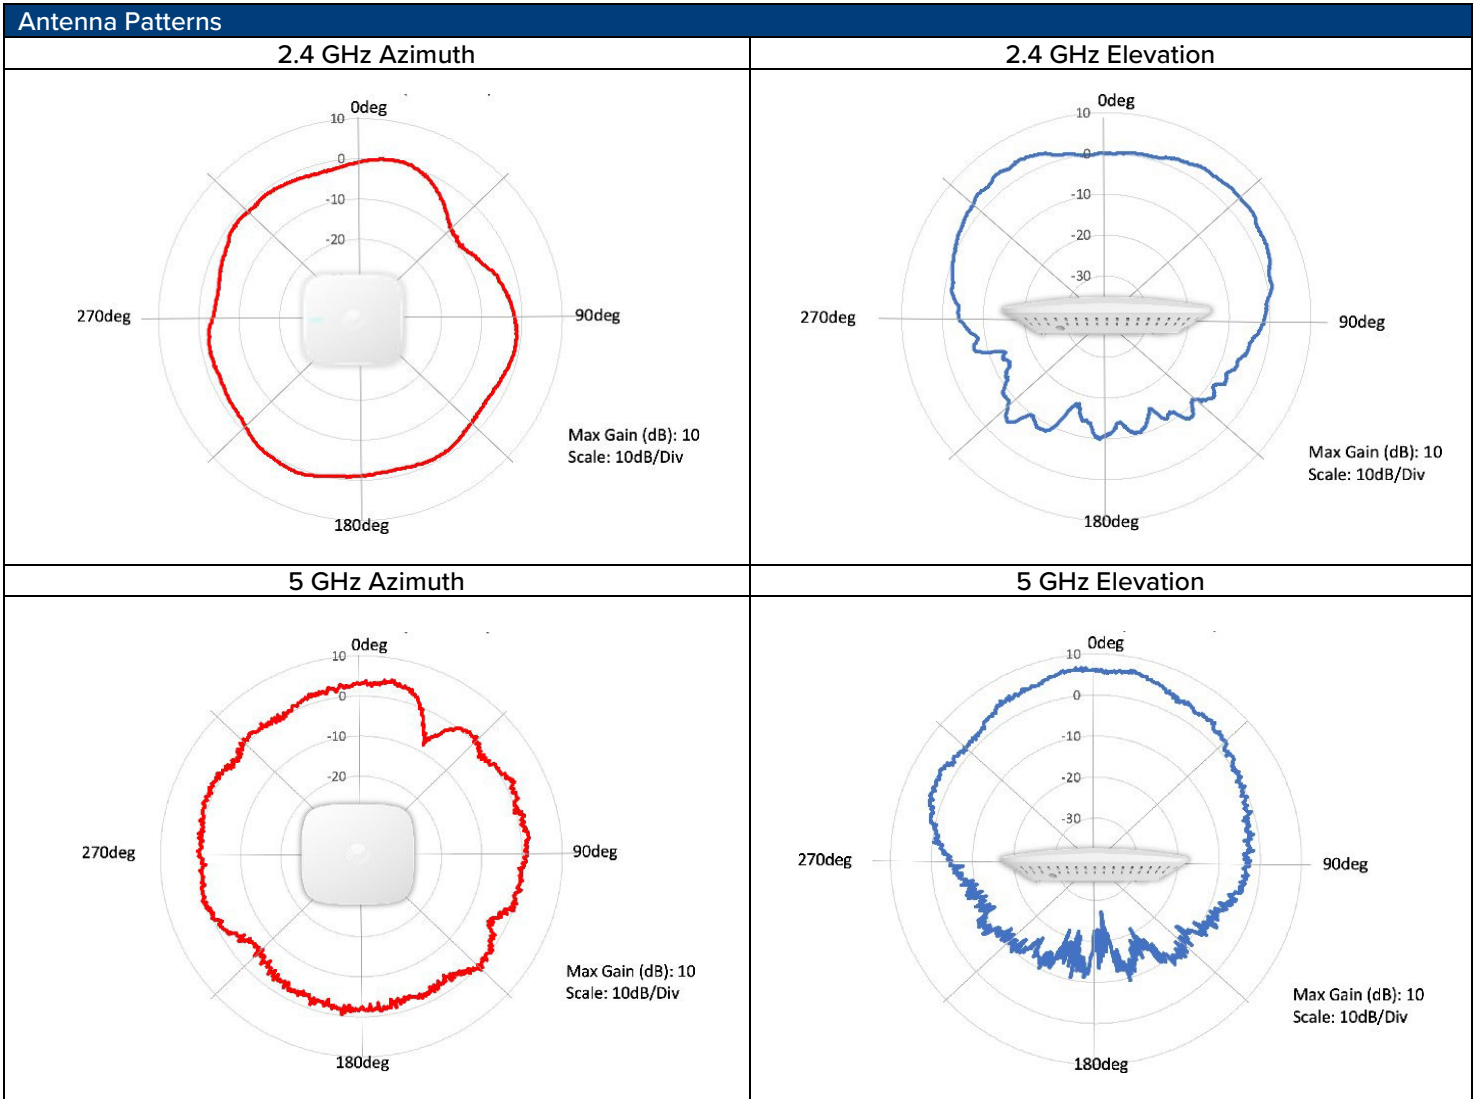 Antenna Patterns
2.4 GHz Azimuth
2.4 GHz Elevation
0deg
10
0
-10
-20
270deg
90deg
Max Gain (dB): 10
Scale: 10dB/Div
180deg
0deg
10
0
-10
-20
-30
270deg
90deg
Max Gain (dB): 10
Scale: 10dB/Div
180deg
5 GHz Azimuth
5 GHz Elevation
0deg
10
0
-10
-20
270deg
90deg
Max Gain (dB): 10
Scale: 10dB/Div
180deg
0deg
10
0
-10
-20
-30
270deg
90deg
Max Gain (dB): 10
Scale: 10dB/Div
180deg